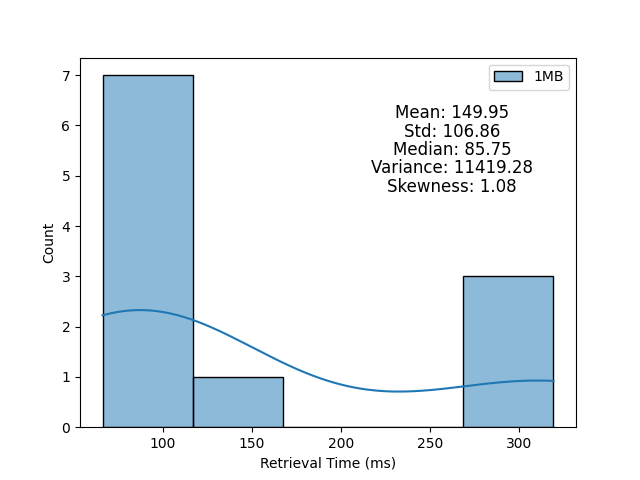 1MB
Mean: 149.95
Std: 106.86
Median: 85.75
Variance: 11419.28
Skewness: 1.08
7
6
5
4
3
2
1
0
Count
100 150 200 250 300
Retrieval Time (ms)